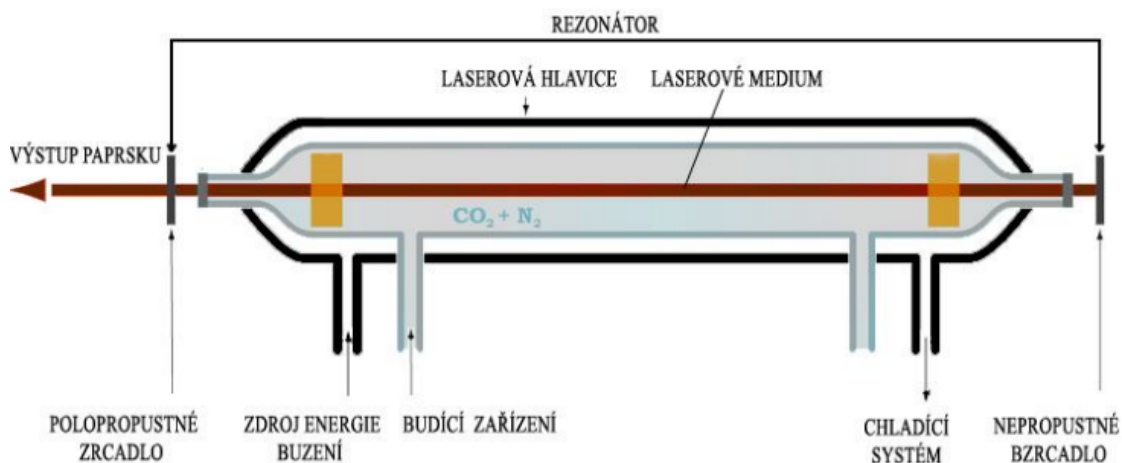 REZONÁTOR
LASEROVÁ HLAVICE
LASEROVÉ MEDIUM
VÝSTUP PAPRSKU
CO₂ + N₂
POLOPROPUSTNÉ
ZRCADLO
ZDROJ ENERGIE
BUZENÍ
BUDÍCÍ ZAŘÍZENÍ
CHLADÍCÍ
SYSTÉM
NEPROPUSTNÉ
BZRCADLO